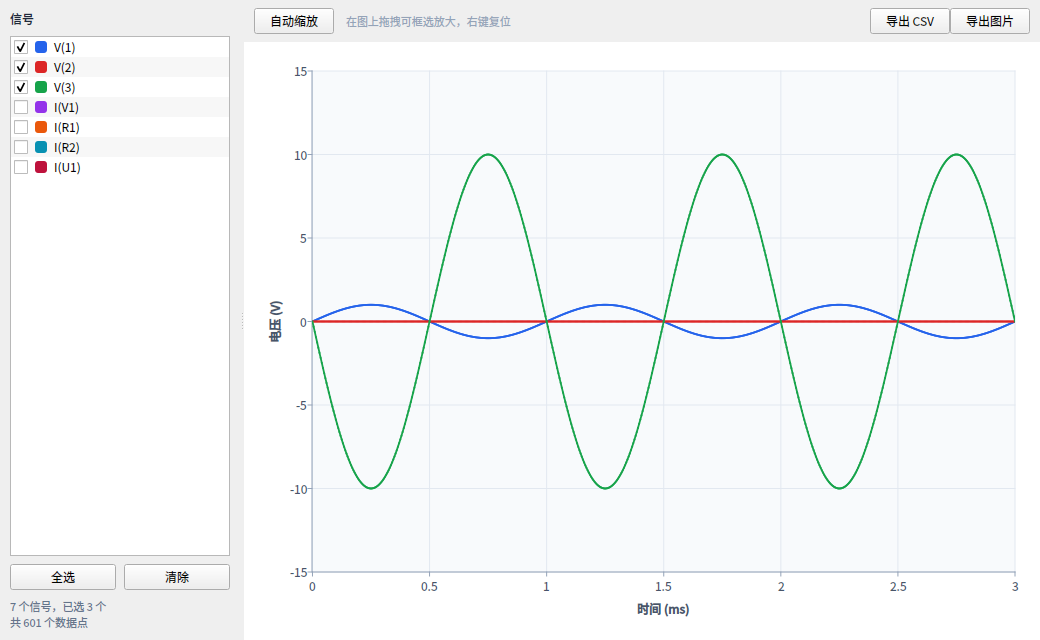 信号
V(1)
V(2)
V(3)
I(V1)
I(R1)
I(R2)
I(U1)
全选
清除
7 个信号，已选 3 个
共 601 个数据点
自动缩放
在图上拖拽可框选放大，右键复位
导出 CSV
导出图片
电压 (V)
15
10
5
0
-5
-10
-15
0
0.5
1
1.5
2
2.5
3
时间 (ms)